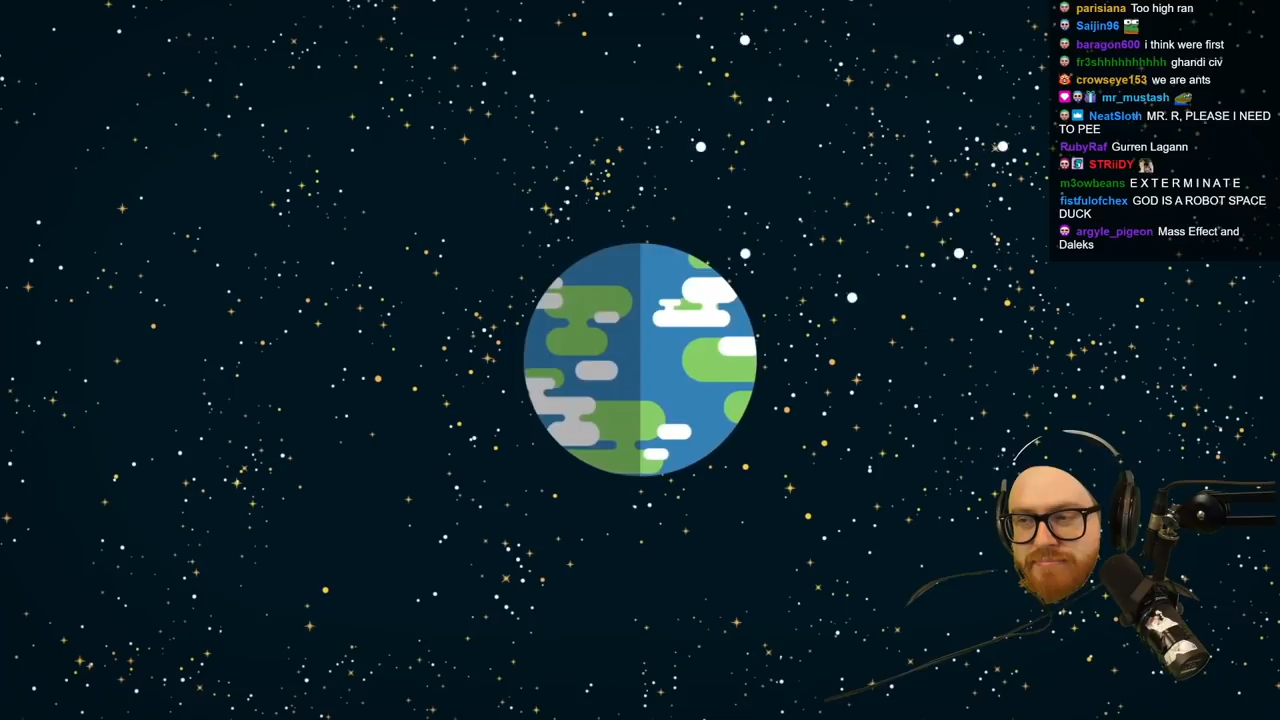 parisiana Too high ran
Saijin96
baragon600 i think were first
fr3shhhhhhhhhh ghandi civ
crowseye153 we are ants
mr_mustash
NeatSloth MR. R, PLEASE I NEED
TO PEE
RubyRaf Gurren Lagann
STRiiDY
m3owbeans E X T E R M I N A T E
fistfulofchex GOD IS A ROBOT SPACE
DUCK
argyle_pigeon Mass Effect and
Daleks